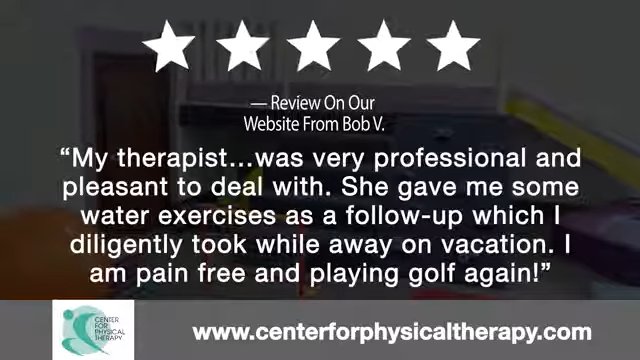 — Review On Our
Website From Bob V.
“My therapist...was very professional and
pleasant to deal with. She gave me some
water exercises as a follow-up which I
diligently took while away on vacation. I
am pain free and playing golf again!”
CENTER
FOR
PHYSICAL
THERAPY
www.centerforphysicaltherapy.com